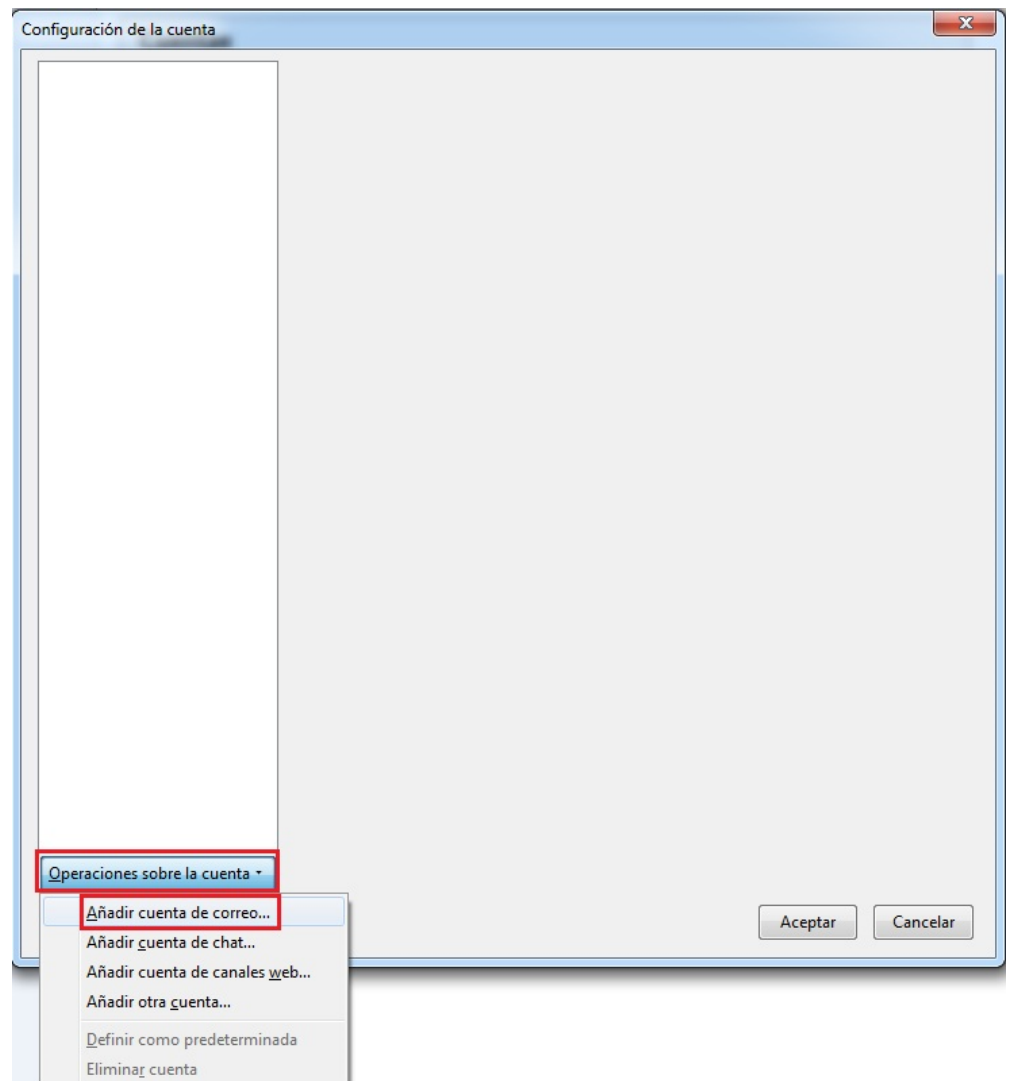 Configuración de la cuenta
Operaciones sobre la cuenta
Añadir cuenta de correo...
Añadir cuenta de chat...
Añadir cuenta de canales web...
Añadir otra cuenta...
Definir como predeterminada
Eliminar cuenta
Aceptar
Cancelar